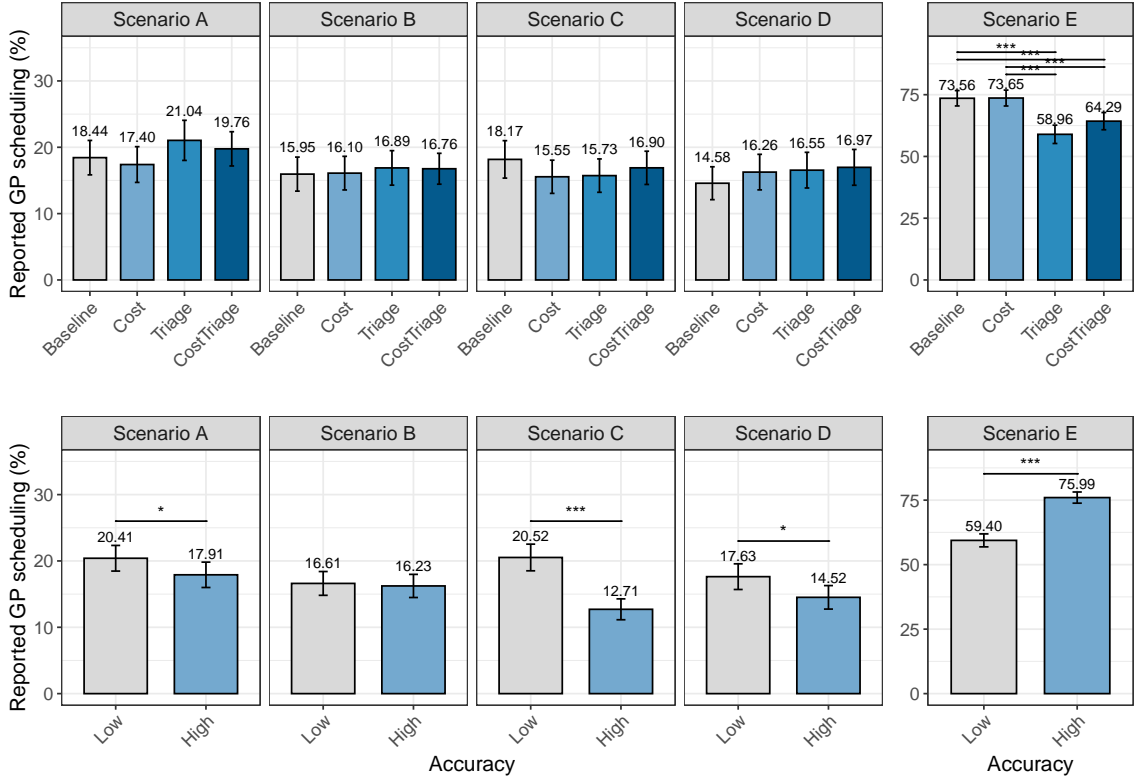 Scenario A
Scenario B
Scenario C
Scenario D
Scenario E
Reported GP scheduling (%)
30
20
10
0
18.44
17.40
21.04
19.76
15.95
16.10
16.89
16.76
18.17
15.55
15.73
16.90
14.58
16.26
16.55
16.97
75
50
25
0
***
***
***
***
73.56
73.65
58.96
64.29
Baseline
Cost
Triage
CostTriage
Baseline
Cost
Triage
CostTriage
Baseline
Cost
Triage
CostTriage
Baseline
Cost
Triage
CostTriage
Baseline
Cost
Triage
CostTriage
Scenario A
Scenario B
Scenario C
Scenario D
Scenario E
Reported GP scheduling (%)
30
20
10
0
*
20.41
17.91
16.61
16.23
***
20.52
12.71
*
17.63
14.52
75
50
25
0
***
59.40
75.99
Low
High
Low
High
Low
High
Low
High
Low
High
Accuracy
Accuracy